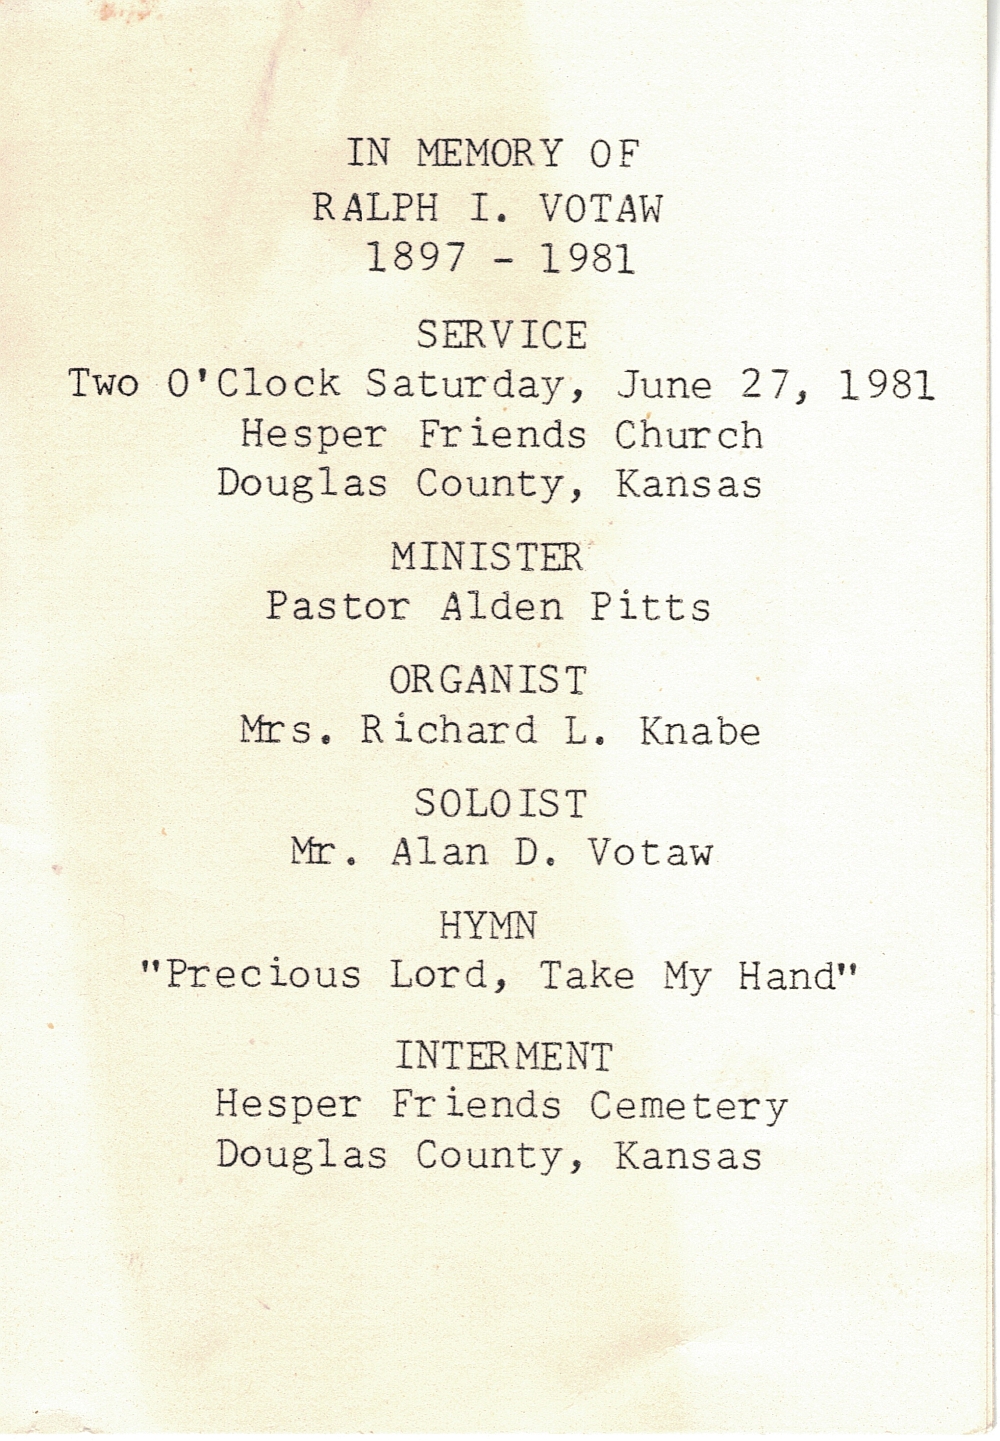 IN MEMORY OF
RALPH I. VOTAW
1897 - 1981
SERVICE
Two O'Clock Saturday, June 27, 1981
Hesper Friends Church
Douglas County, Kansas
MINISTER
Pastor Alden Pitts
ORGANIST
Mrs. Richard L. Knabe
SOLOIST
Mr. Alan D. Votaw
HYMN
"Precious Lord, Take My Hand"
INTERMENT
Hesper Friends Cemetery
Douglas County, Kansas